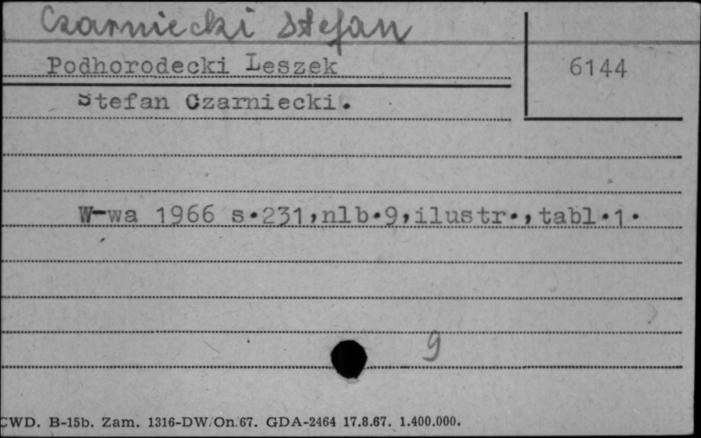 Czarniecki Stefan
Podhorodecki Leszek
6144
Stefan Czarniecki.
W-wa 1966 s.231,nlb.9,ilustr.,tabl.1.
9
CWD. B-15b. Zam. 1316-DW/On/67. GDA-2464 17.8.67. 1.400.000.